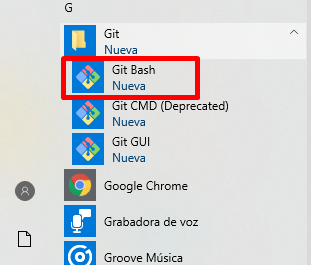 G
Git
Nueva
Git Bash
Nueva
Git CMD (Deprecated)
Nueva
Git GUI
Nueva
Google Chrome
Grabadora de voz
Groove Música